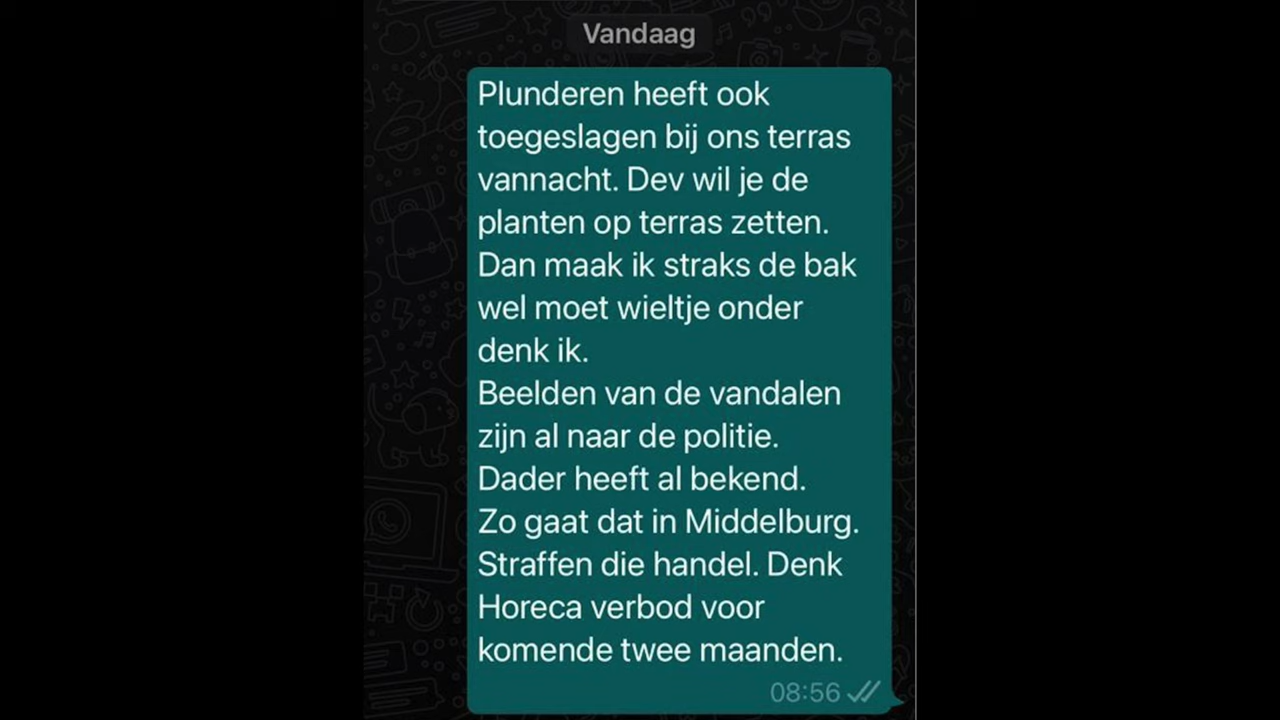 Vandaag
Plunderen heeft ook
toegeslagen bij ons terras
vannacht. Dev wil je de
planten op terras zetten.
Dan maak ik straks de bak
wel moet wieltje onder
denk ik.
Beelden van de vandalen
zijn al naar de politie.
Dader heeft al bekend.
Zo gaat dat in Middelburg.
Straffen die handel. Denk
Horeca verbod voor
komende twee maanden.
08:56